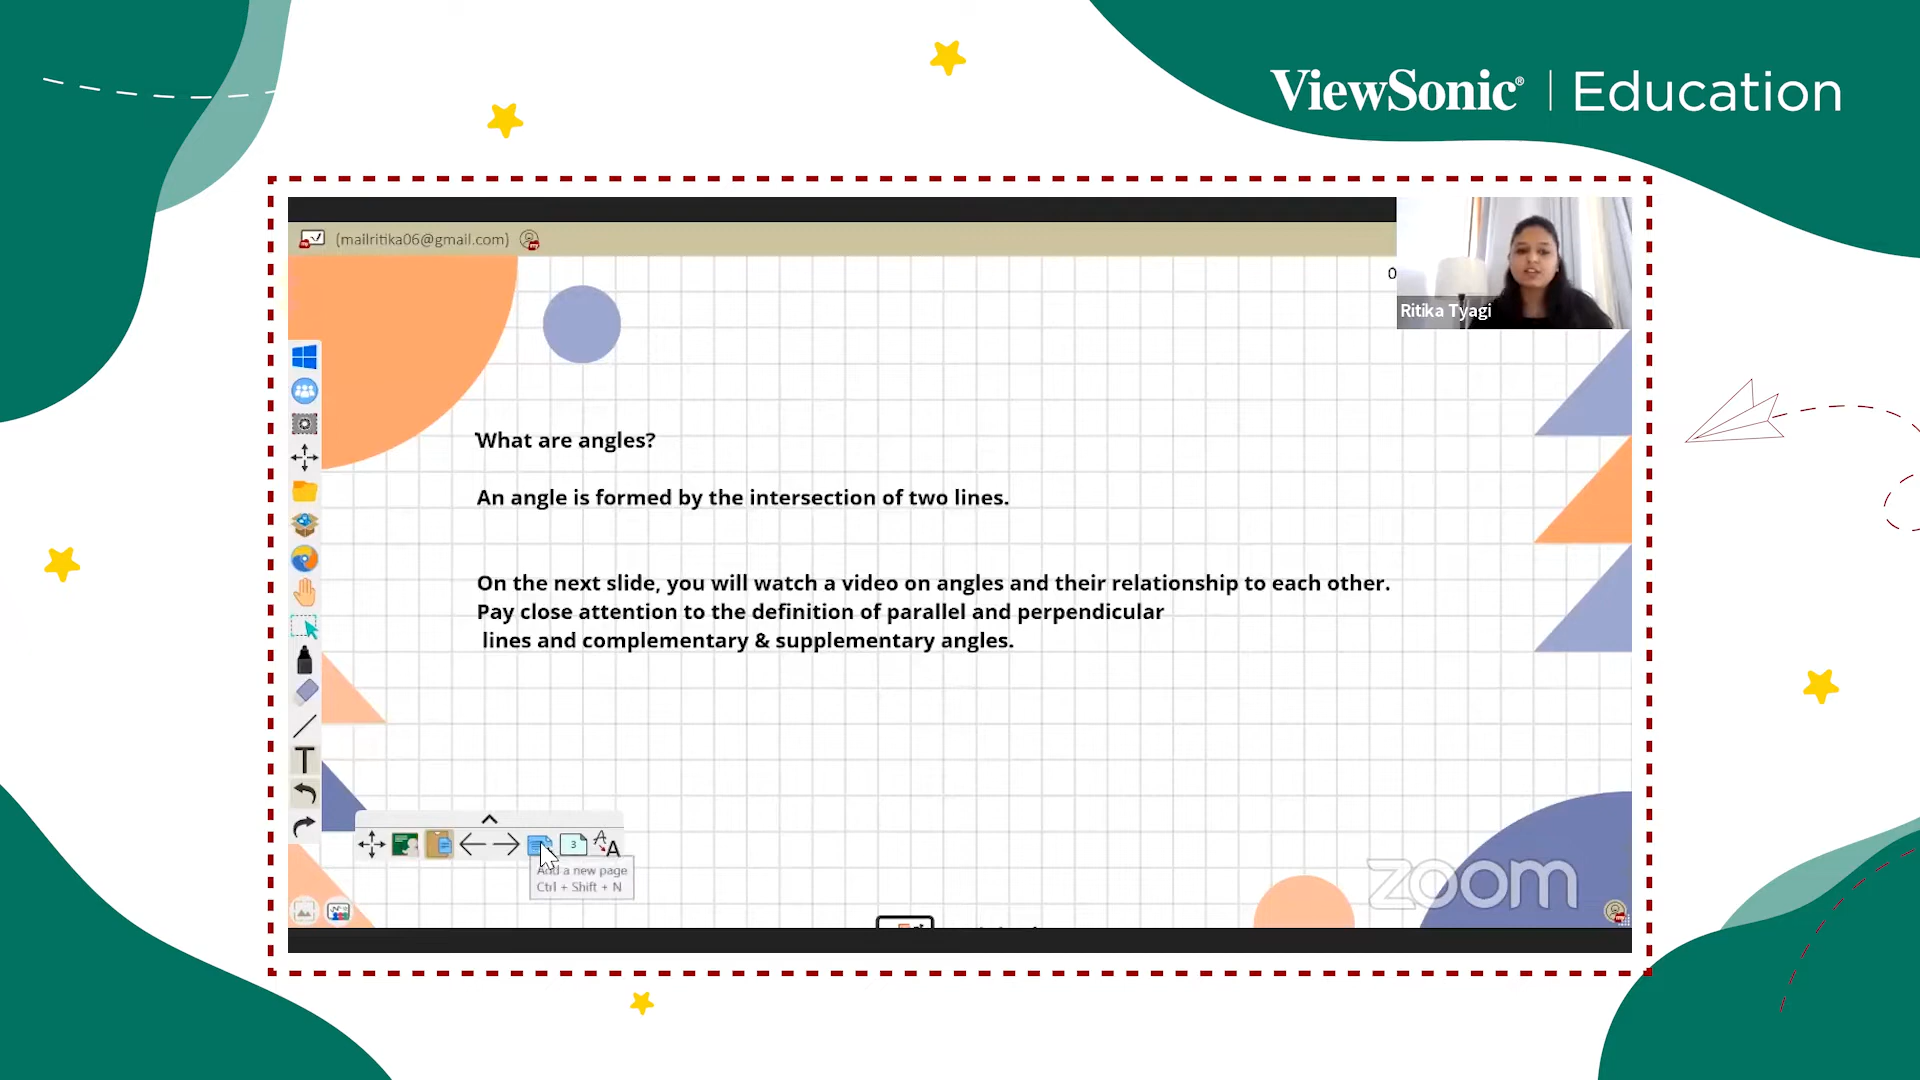 ViewSonic® | Education
(mailritika06@gmail.com)
0
Ritika Tyagi
What are angles?
An angle is formed by the intersection of two lines.
On the next slide, you will watch a video on angles and their relationship to each other.
Pay close attention to the definition of parallel and perpendicular
lines and complementary & supplementary angles.
T
3
A
A
Add a new page
Ctrl + Shift + N
zoom